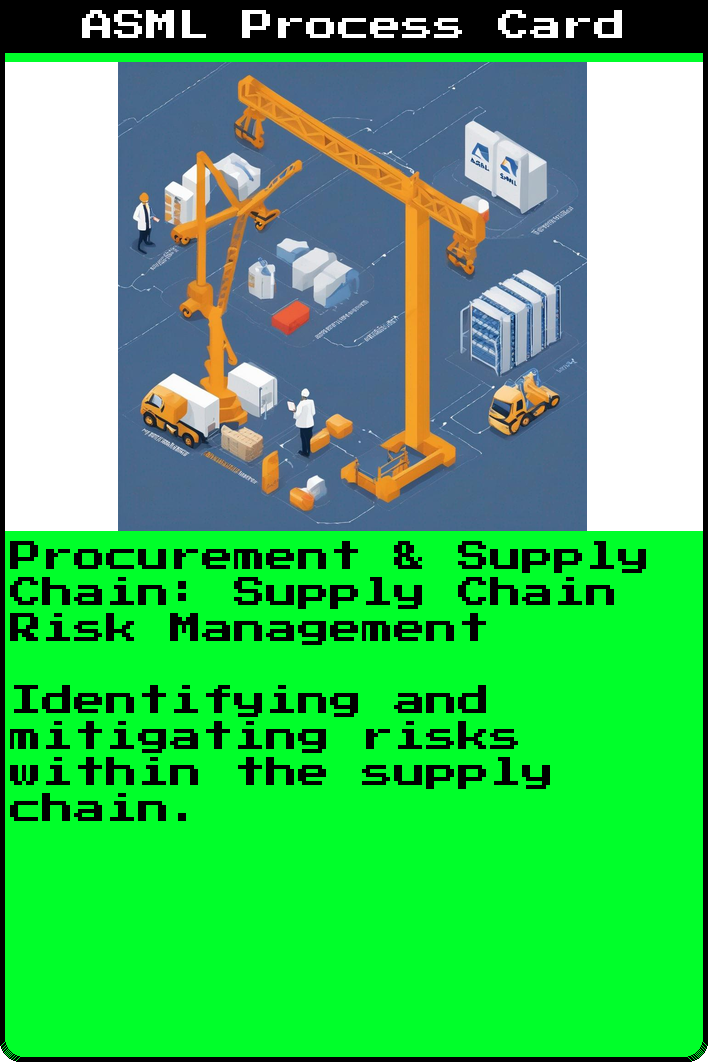 ASML Process Card
Procurement & Supply
Chain: Supply Chain
Risk Management
Identifying and
mitigating risks
within the supply
chain.